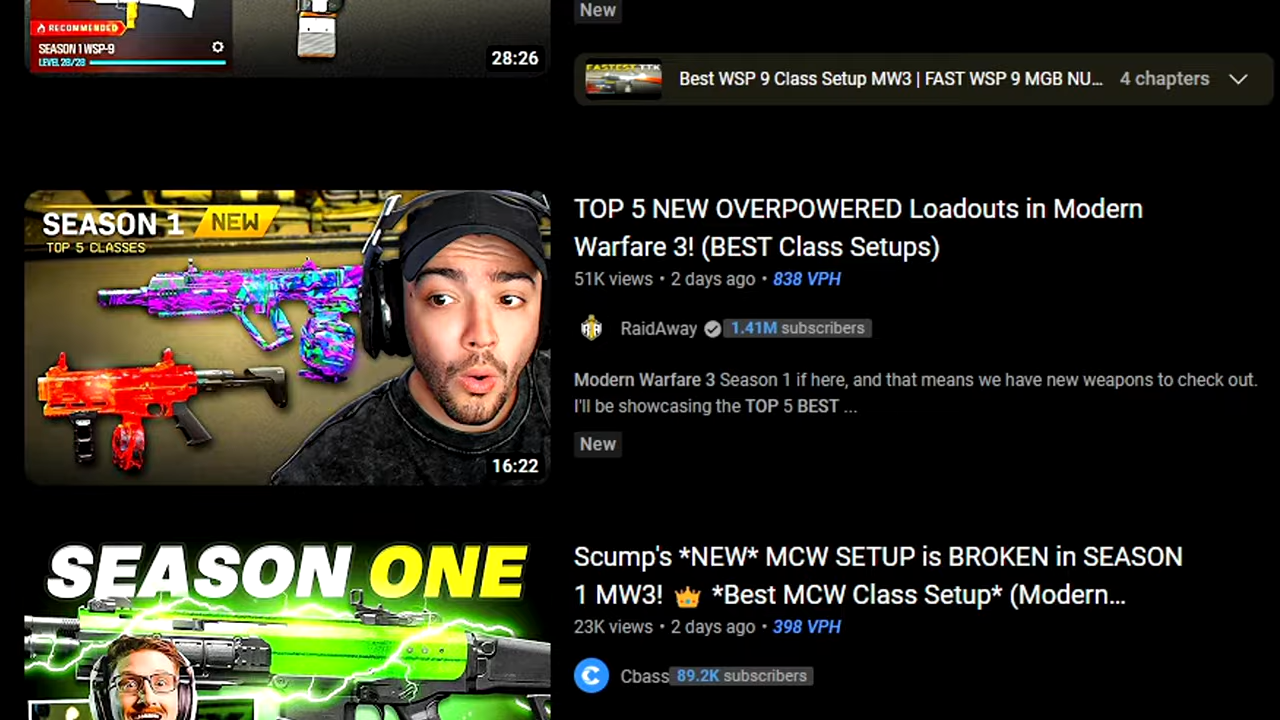 RECOMMENDED
SEASON 1 WSP-9
LEVEL 28/28
28:26
New
FASTEST TTK
Best WSP 9 Class Setup MW3 | FAST WSP 9 MGB NU... 4 chapters
SEASON 1 NEW
TOP 5 CLASSES
16:22
TOP 5 NEW OVERPOWERED Loadouts in Modern
Warfare 3! (BEST Class Setups)
51K views • 2 days ago • 838 VPH
RaidAway 1.41M subscribers
Modern Warfare 3 Season 1 if here, and that means we have new weapons to check out.
I'll be showcasing the TOP 5 BEST ...
New
SEASON ONE
Scump's *NEW* MCW SETUP is BROKEN in SEASON
1 MW3! 👑 *Best MCW Class Setup* (Modern...
23K views • 2 days ago • 398 VPH
Cbass 89.2K subscribers